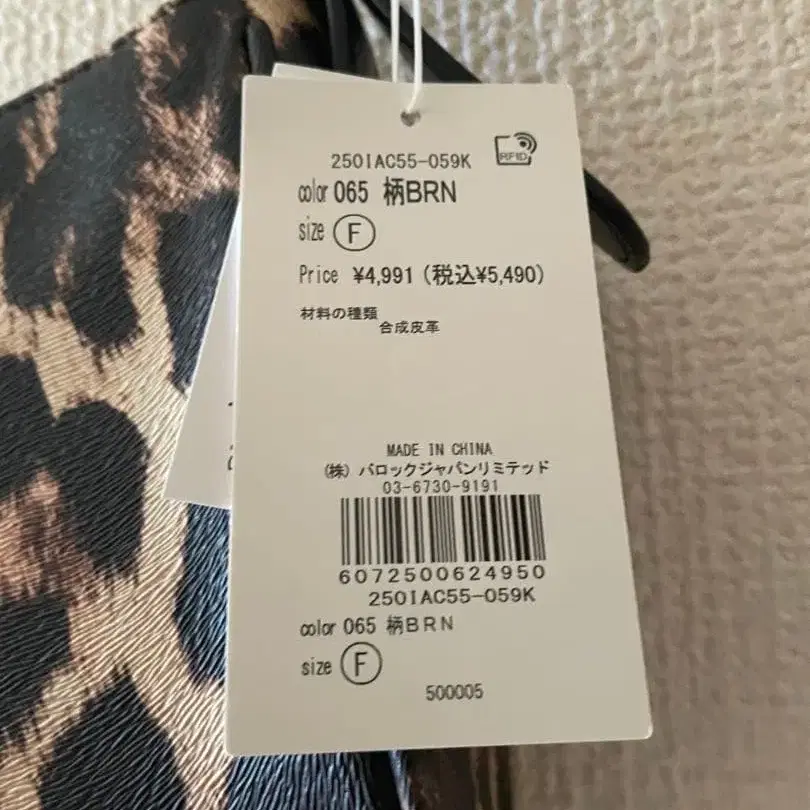 250IAC55-059K
RFID
color 065 柄BRN
size F
Price ¥4,991 (税込¥5,490)
材料の種類
合成皮革
MADE IN CHINA
(株) バロックジャパンリミテッド
03-6730-9191
6072500624950
250IAC55-059K
color 065 柄BRN
size F
500005